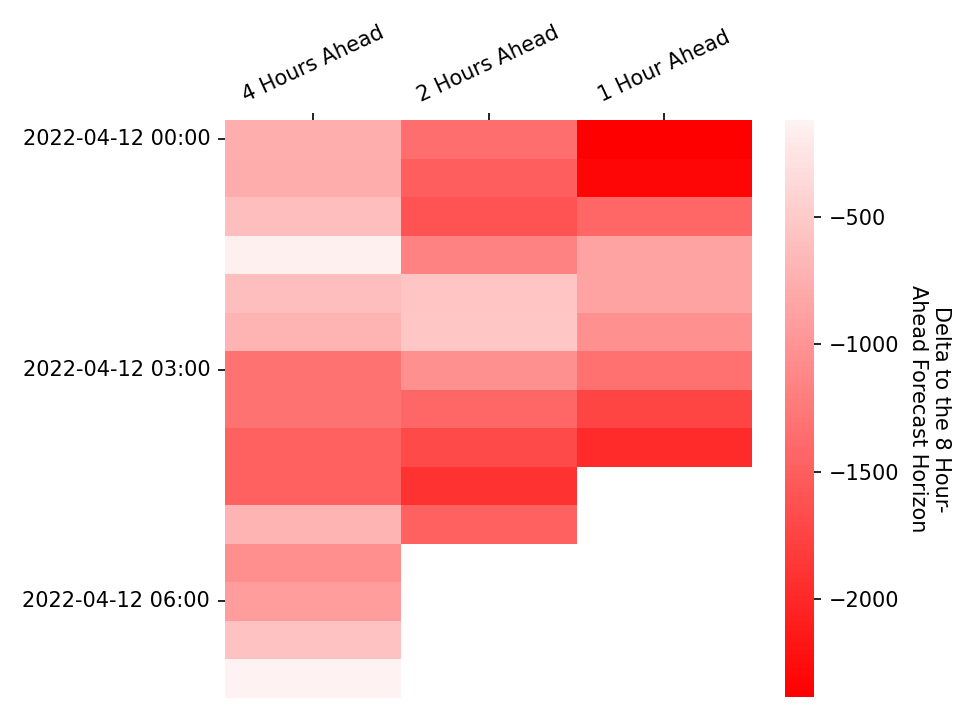 4 Hours Ahead
2 Hours Ahead
1 Hour Ahead
2022-04-12 00:00
2022-04-12 03:00
2022-04-12 06:00
−500
−1000
−1500
−2000
Delta to the 8 Hour-
Ahead Forecast Horizon